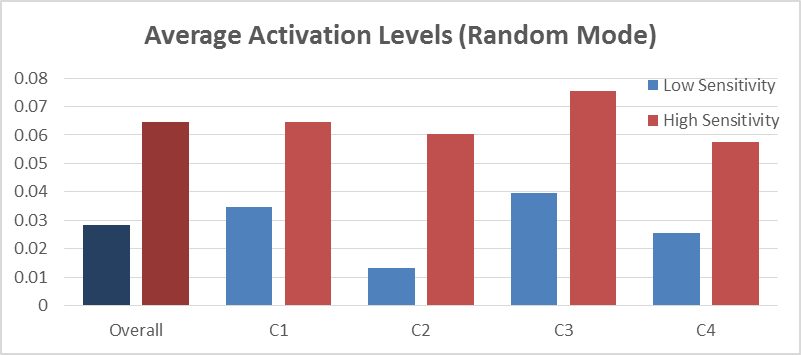 Average Activation Levels (Random Mode)
0.08
0.07
0.06
0.05
0.04
0.03
0.02
0.01
0
Low Sensitivity
High Sensitivity
Overall C1 C2 C3 C4